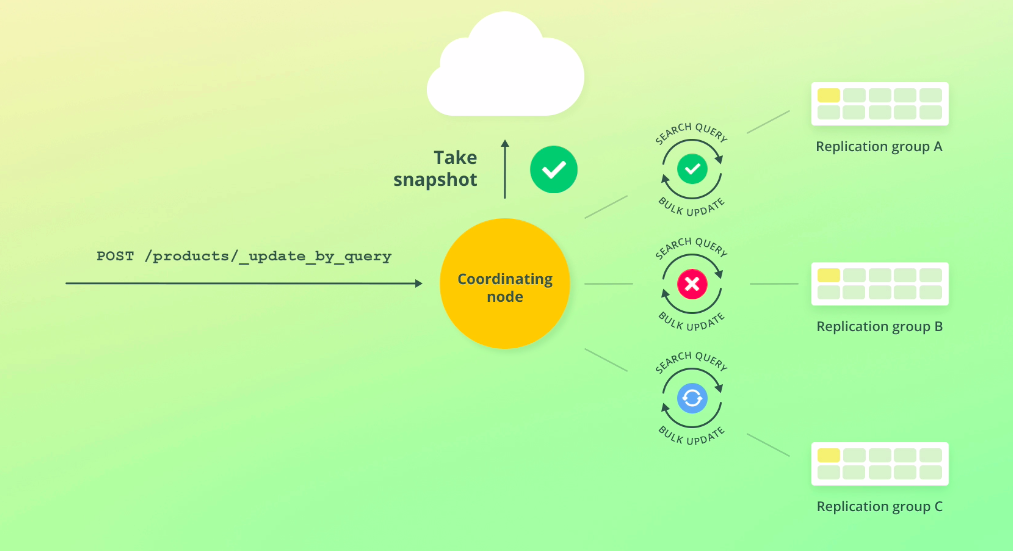 Take
snapshot
POST /products/_update_by_query
Coordinating
node
SEARCH QUERY
BULK UPDATE
SEARCH QUERY
BULK UPDATE
SEARCH QUERY
BULK UPDATE
Replication group A
Replication group B
Replication group C